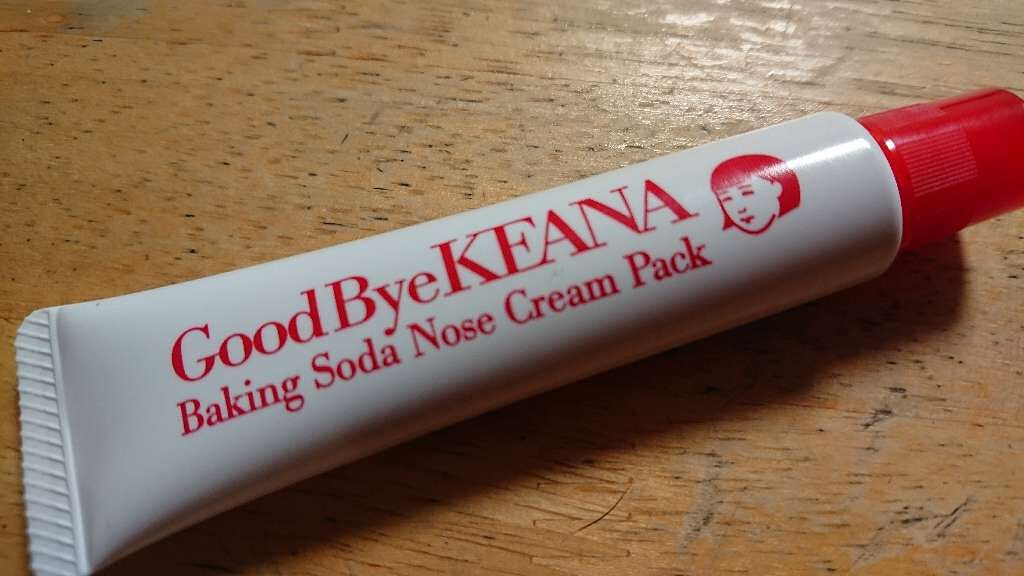 GoodByeKEANA
Baking Soda Nose Cream Pack